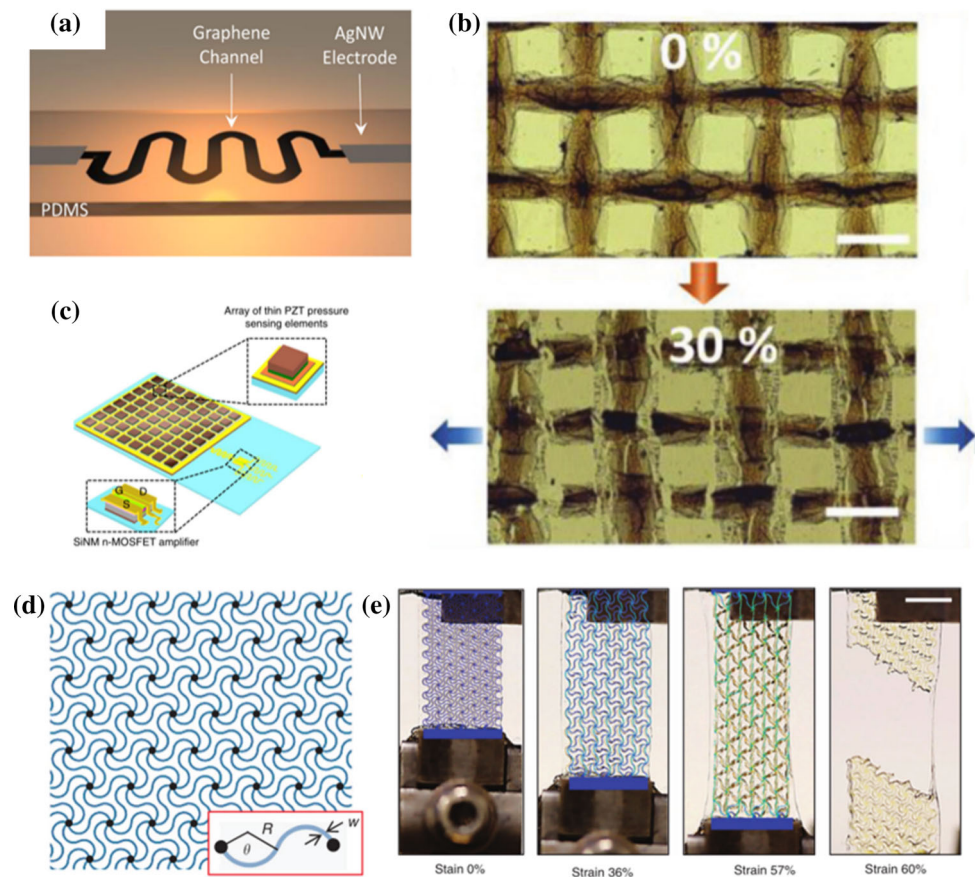 (a)
Graphene
Channel
AgNW
Electrode
PDMS
(b)
0 %
30 %
(c)
Array of thin PZT pressure
sensing elements
G
D
S
SiNM n-MOSFET amplifier
(d)
R
θ
w
(e)
Stain 0%
Strain 36%
Strain 57%
Strain 60%